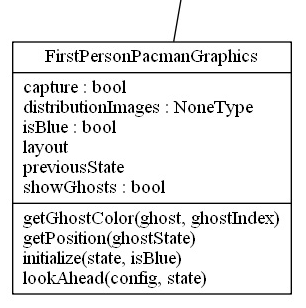 FirstPersonPacmanGraphics
capture : bool
distributionImages : NoneType
isBlue : bool
layout
previousState
showGhosts : bool
getGhostColor(ghost, ghostIndex)
getPosition(ghostState)
initialize(state, isBlue)
lookAhead(config, state)